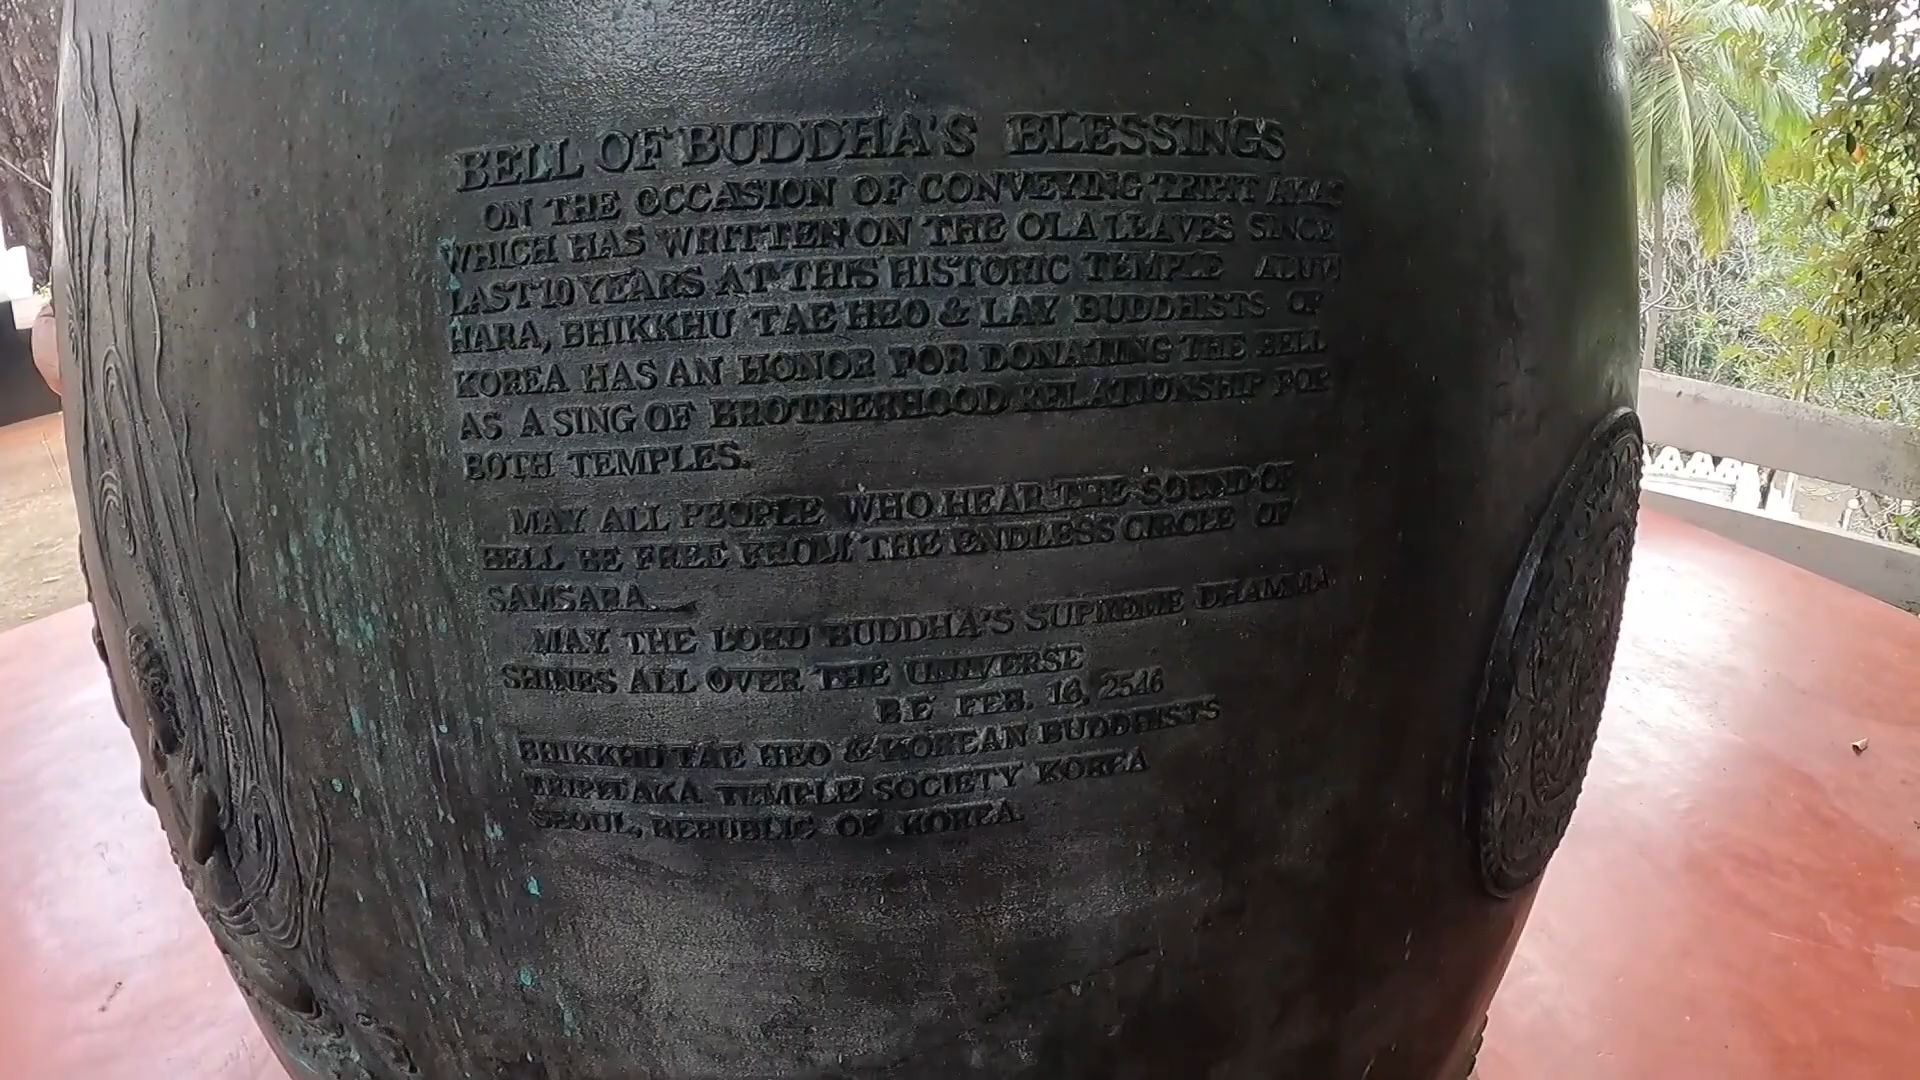 BELL OF BUDDHA'S BLESSINGS
ON THE OCCASION OF CONVEYING TRIPIT AKAS
WHICH HAS WRITTEN ON THE OLA LEAVES SINCE
LAST 10 YEARS AT THIS HISTORIC TEMPLE ALUVI
HARA, BHIKKHU TAE HEO & LAY BUDDHISTS OF
KOREA HAS AN HONOR FOR DONATING THE BELL
AS A SING OF BROTHERHOOD RELATIONSHIP FOR
BOTH TEMPLES.
MAY ALL PEOPLE WHO HEAR THE SOUND OF
BELL BE FREE FROM THE ENDLESS CIRCLE OF
SAMSARA
MAY THE LORD BUDDHA'S SUPREME DHAMMA
SHINES ALL OVER THE UNIVERSE
BE FEB. 16, 2546
BHIKKHU TAE HEO & KOREAN BUDDHISTS
TRIPITAKA TEMPLE SOCIETY KOREA
SEOUL, REPUBLIC OF KOREA.